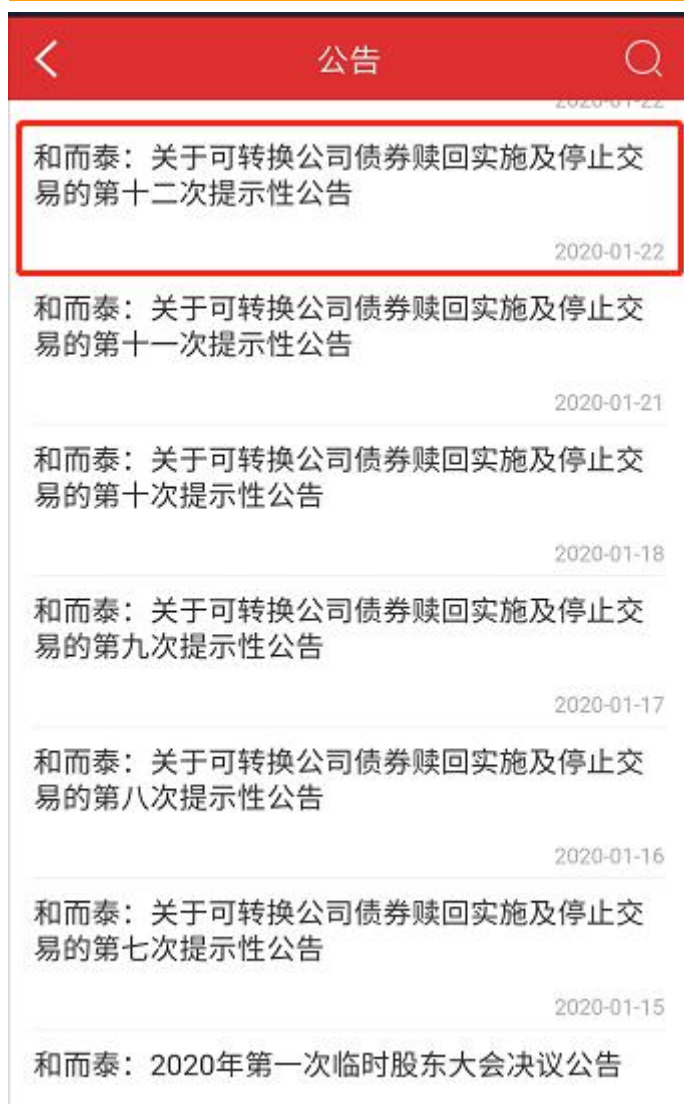 公告
2020-01-22
和而泰：关于可转换公司债券赎回实施及停止交
易的第十二次提示性公告
2020-01-22
和而泰：关于可转换公司债券赎回实施及停止交
易的第十一次提示性公告
2020-01-21
和而泰：关于可转换公司债券赎回实施及停止交
易的第十次提示性公告
2020-01-18
和而泰：关于可转换公司债券赎回实施及停止交
易的第九次提示性公告
2020-01-17
和而泰：关于可转换公司债券赎回实施及停止交
易的第八次提示性公告
2020-01-16
和而泰：关于可转换公司债券赎回实施及停止交
易的第七次提示性公告
2020-01-15
和而泰：2020年第一次临时股东大会决议公告